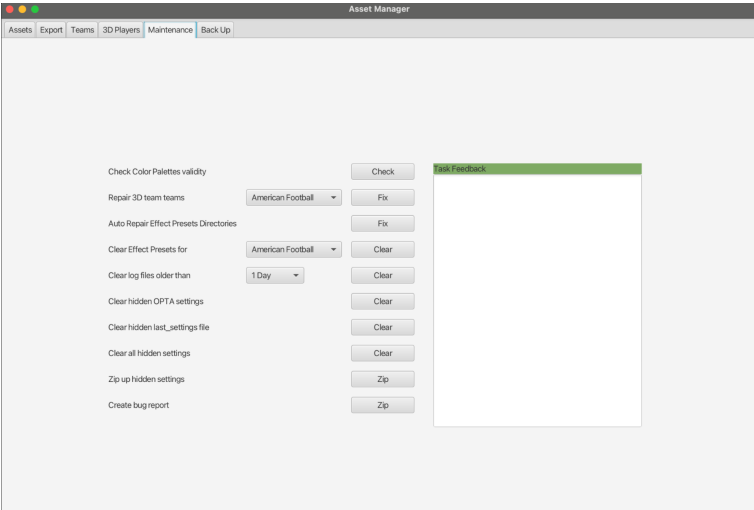 Asset Manager
Assets Export Teams 3D Players Maintenance Back Up
Check Color Palettes validity Check
Task Feedback
Repair 3D team teams American Football Fix
Auto Repair Effect Presets Directories Fix
Clear Effect Presets for American Football Clear
Clear log files older than 1 Day Clear
Clear hidden OPTA settings Clear
Clear hidden last_settings file Clear
Clear all hidden settings Clear
Zip up hidden settings Zip
Create bug report Zip